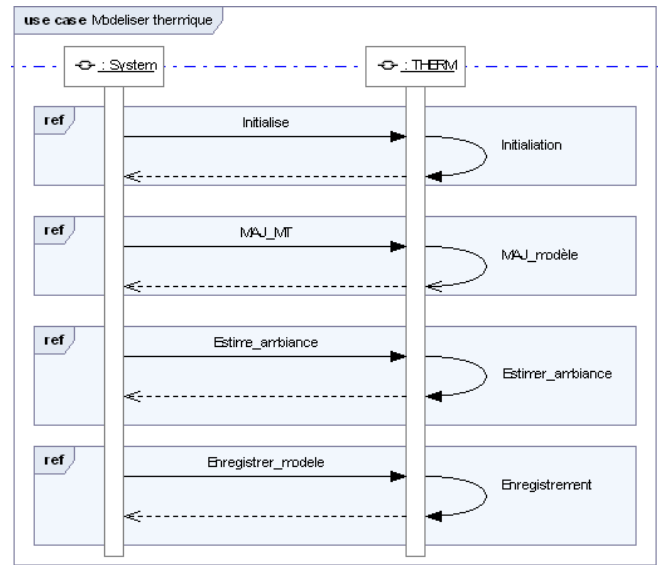 use case Modeliser thermique
: System
: THERM
ref
Initialise
Initialiation
ref
MAJ_MT
MAJ_modèle
ref
Estime_ambiance
Estimer_ambiance
ref
Enregistrer_modele
Enregistrement